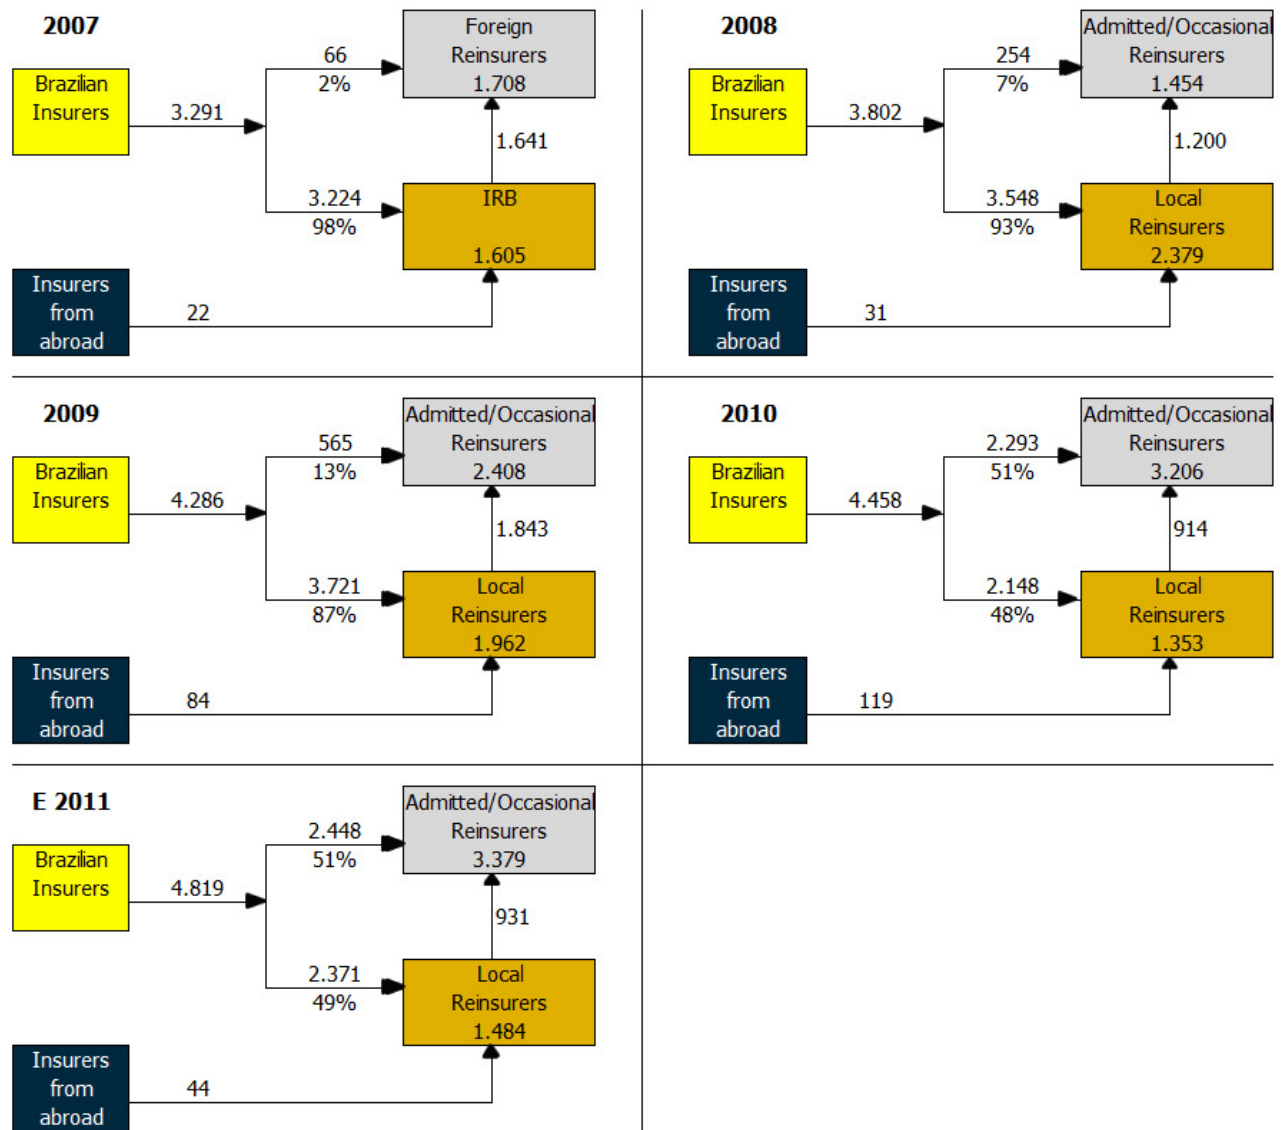 2007
Foreign
Reinsurers
1.708
66
2%
Brazilian
Insurers
3.291
1.641
3.224
98%
IRB
1.605
Insurers
from
abroad
22
2008
Admitted/Occasional
Reinsurers
1.454
254
7%
Brazilian
Insurers
3.802
1.200
3.548
93%
Local
Reinsurers
2.379
Insurers
from
abroad
31
2009
Admitted/Occasional
Reinsurers
2.408
565
13%
Brazilian
Insurers
4.286
1.843
3.721
87%
Local
Reinsurers
1.962
Insurers
from
abroad
84
2010
Admitted/Occasional
Reinsurers
3.206
2.293
51%
Brazilian
Insurers
4.458
914
2.148
48%
Local
Reinsurers
1.353
Insurers
from
abroad
119
E 2011
Admitted/Occasional
Reinsurers
3.379
2.448
51%
Brazilian
Insurers
4.819
931
2.371
49%
Local
Reinsurers
1.484
Insurers
from
abroad
44